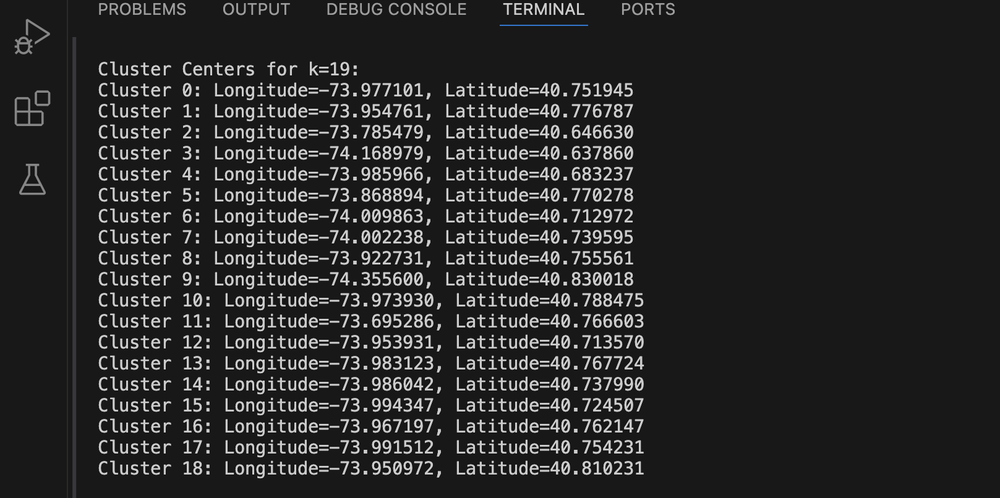 PROBLEMS OUTPUT DEBUG CONSOLE TERMINAL PORTS
Cluster Centers for k=19:
Cluster 0: Longitude=-73.977101, Latitude=40.751945
Cluster 1: Longitude=-73.954761, Latitude=40.776787
Cluster 2: Longitude=-73.785479, Latitude=40.646630
Cluster 3: Longitude=-74.168979, Latitude=40.637860
Cluster 4: Longitude=-73.985966, Latitude=40.683237
Cluster 5: Longitude=-73.868894, Latitude=40.770278
Cluster 6: Longitude=-74.009863, Latitude=40.712972
Cluster 7: Longitude=-74.002238, Latitude=40.739595
Cluster 8: Longitude=-73.922731, Latitude=40.755561
Cluster 9: Longitude=-74.355600, Latitude=40.830018
Cluster 10: Longitude=-73.973930, Latitude=40.788475
Cluster 11: Longitude=-73.695286, Latitude=40.766603
Cluster 12: Longitude=-73.953931, Latitude=40.713570
Cluster 13: Longitude=-73.983123, Latitude=40.767724
Cluster 14: Longitude=-73.986042, Latitude=40.737990
Cluster 15: Longitude=-73.994347, Latitude=40.724507
Cluster 16: Longitude=-73.967197, Latitude=40.762147
Cluster 17: Longitude=-73.991512, Latitude=40.754231
Cluster 18: Longitude=-73.950972, Latitude=40.810231